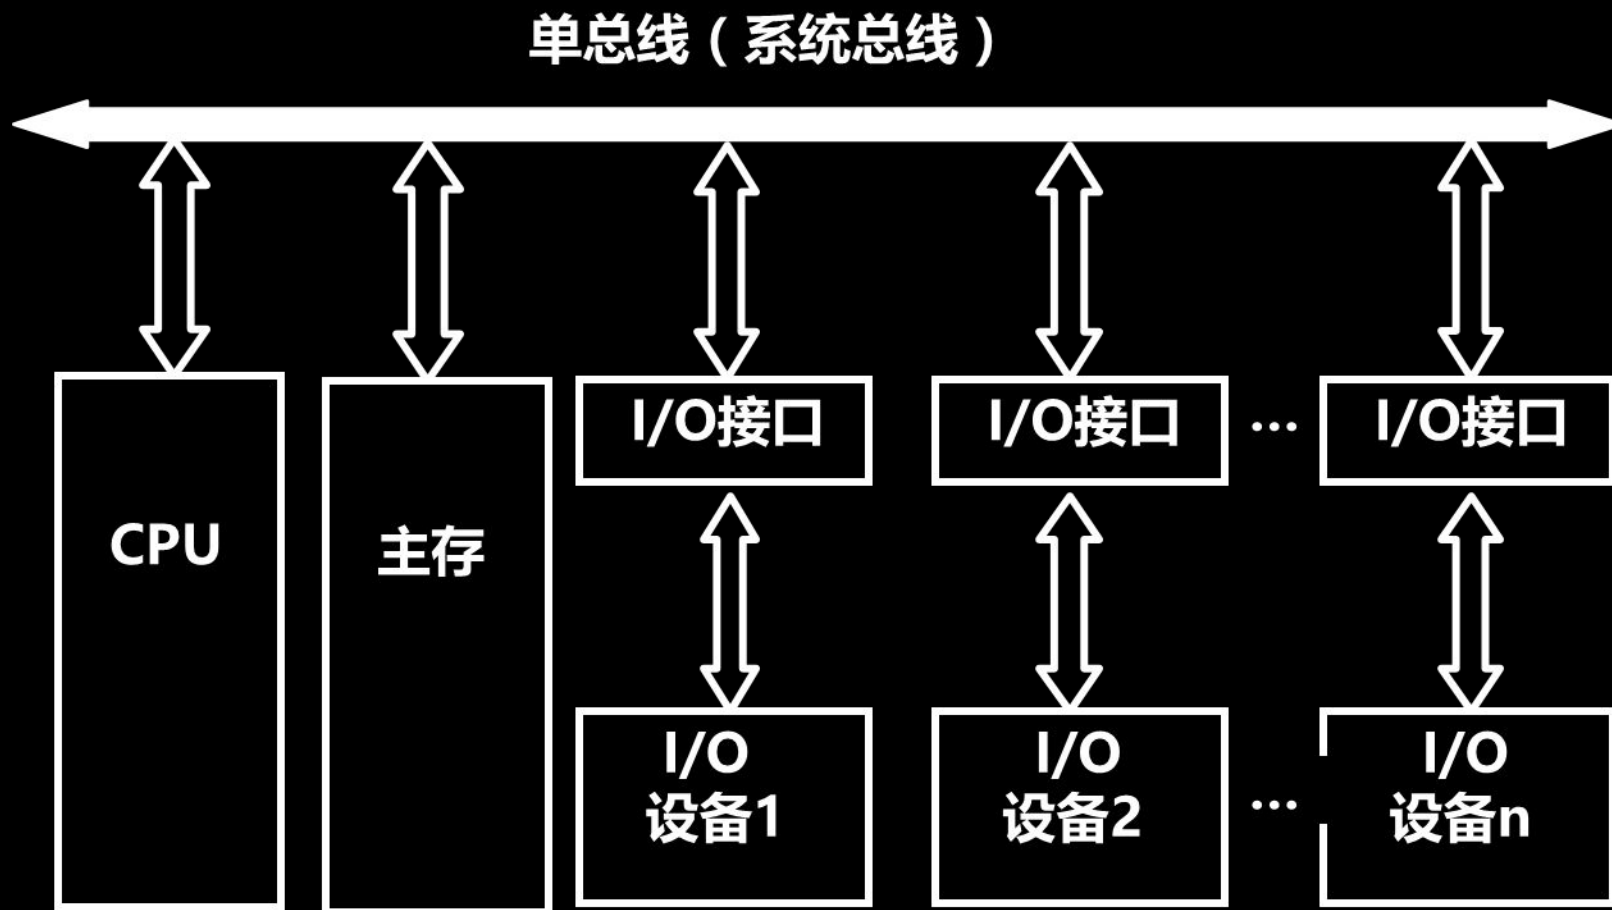 单总线（系统总线）
I/O接口
I/O接口
...
I/O接口
CPU
主存
I/O
设备1
I/O
设备2
...
I/O
设备n